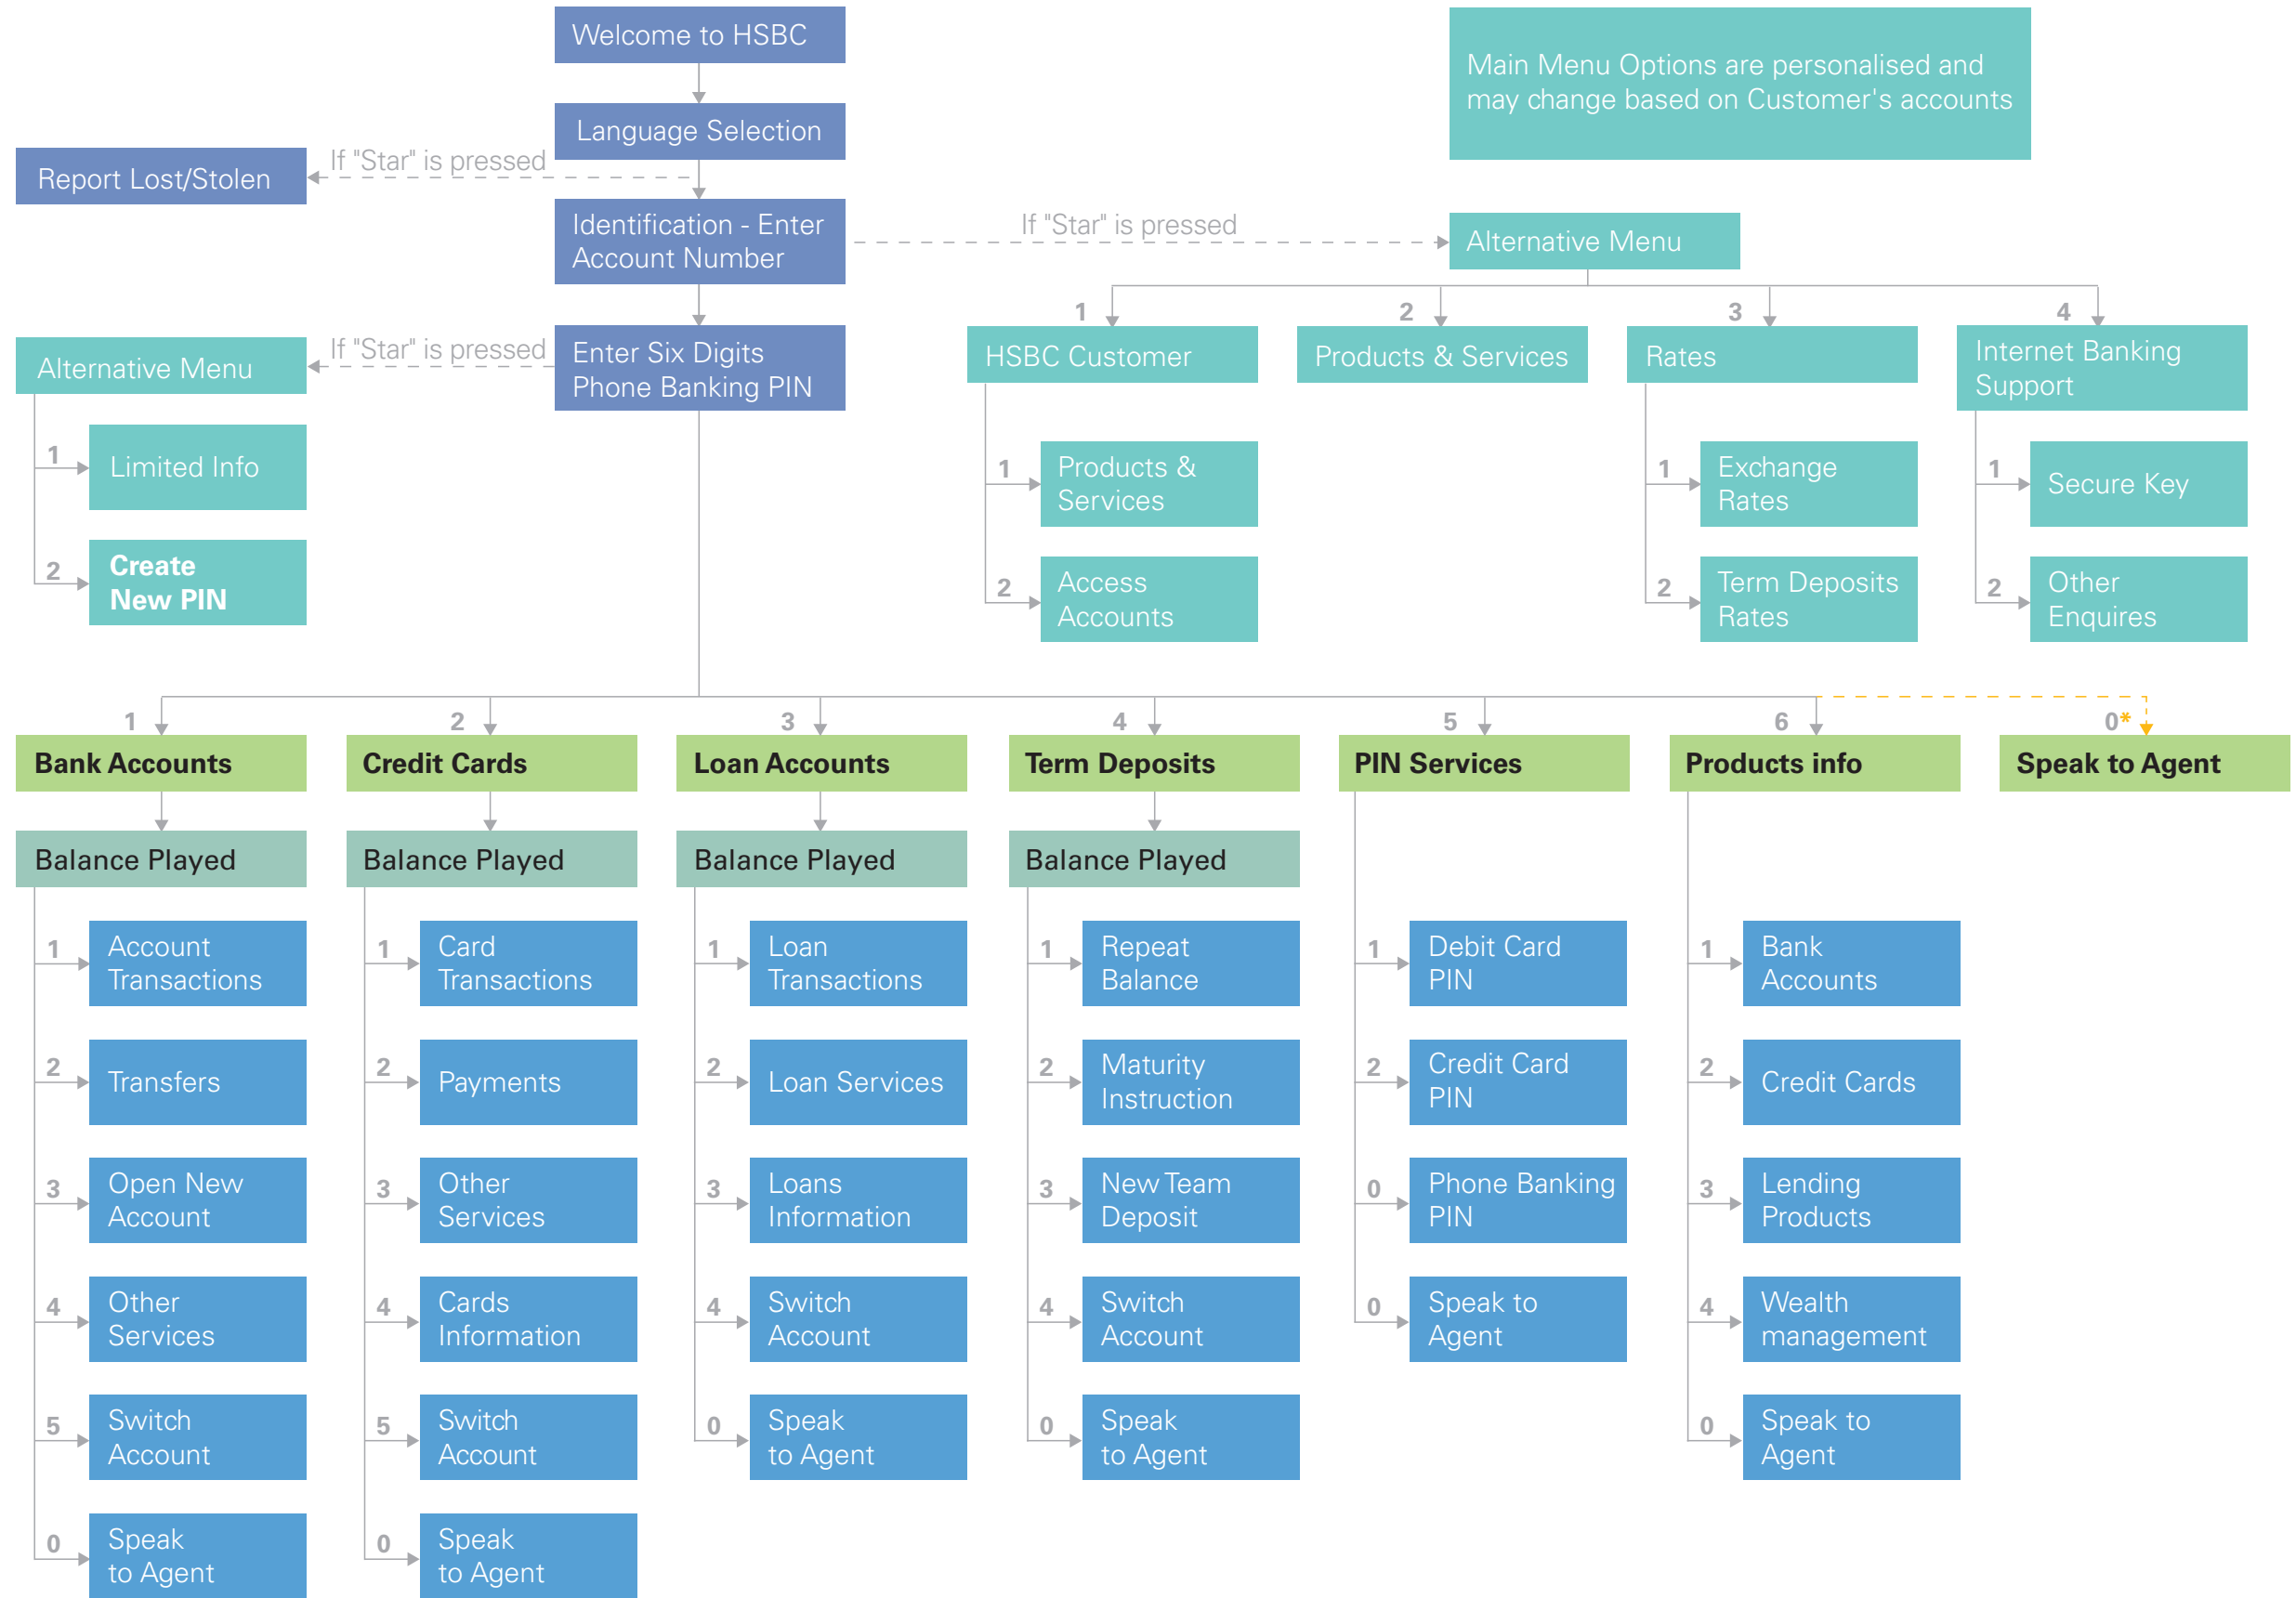 Welcome to HSBC
Main Menu Options are personalised and
may change based on Customer's accounts
Language Selection
If "Star" is pressed
Report Lost/Stolen
Identification - Enter
Account Number
If "Star" is pressed
Alternative Menu
1
2
3
4
Enter Six Digits
Phone Banking PIN
If "Star" is pressed
Alternative Menu
HSBC Customer
Products & Services
Rates
Internet Banking
Support
1
Limited Info
2
Create
New PIN
1
Products &
Services
2
Access
Accounts
1
Exchange
Rates
2
Term Deposits
Rates
1
Secure Key
2
Other
Enquires
1
Bank Accounts
Balance Played
1
Account
Transactions
2
Transfers
3
Open New
Account
4
Other
Services
5
Switch
Account
0
Speak
to Agent
2
Credit Cards
Balance Played
1
Card
Transactions
2
Payments
3
Other
Services
4
Cards
Information
5
Switch
Account
0
Speak
to Agent
3
Loan Accounts
Balance Played
1
Loan
Transactions
2
Loan Services
3
Loans
Information
4
Switch
Account
0
Speak
to Agent
4
Term Deposits
Balance Played
1
Repeat
Balance
2
Maturity
Instruction
3
New Team
Deposit
4
Switch
Account
0
Speak
to Agent
5
PIN Services
1
Debit Card
PIN
2
Credit Card
PIN
0
Phone Banking
PIN
0
Speak to
Agent
6
Products info
1
Bank
Accounts
2
Credit Cards
3
Lending
Products
4
Wealth
management
0
Speak to
Agent
0*
Speak to Agent